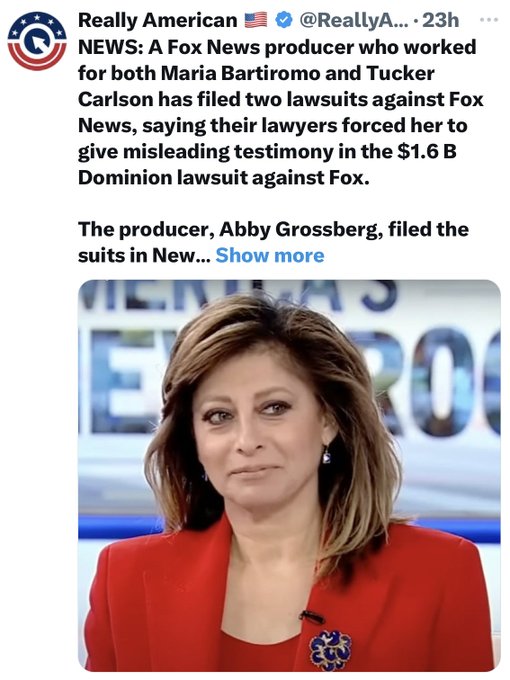 Really American 🇺🇸 @ReallyA... · 23h
NEWS: A Fox News producer who worked
for both Maria Bartiromo and Tucker
Carlson has filed two lawsuits against Fox
News, saying their lawyers forced her to
give misleading testimony in the $1.6 B
Dominion lawsuit against Fox.
The producer, Abby Grossberg, filed the
suits in New... Show more
MERICA'S